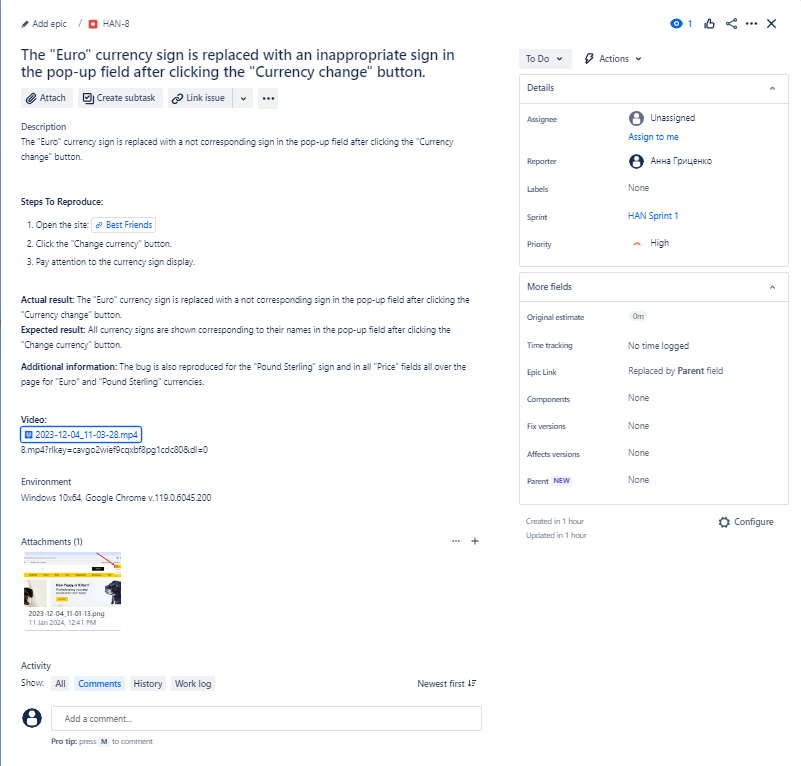 Add epic / HAN-8
1
The "Euro" currency sign is replaced with an inappropriate sign in
the pop-up field after clicking the "Currency change" button.
Attach
Create subtask
Link issue
Description
The "Euro" currency sign is replaced with a not corresponding sign in the pop-up field after clicking the "Currency
change" button.
Steps To Reproduce:
1. Open the site: Best Friends
2. Click the "Change currency" button.
3. Pay attention to the currency sign display.
Actual result: The "Euro" currency sign is replaced with a not corresponding sign in the pop-up field after clicking the
"Currency change" button.
Expected result: All currency signs are shown corresponding to their names in the pop-up field after clicking the
"Change currency" button.
Additional information: The bug is also reproduced for the "Pound Sterling" sign and in all "Price" fields all over the
page for "Euro" and "Pound Sterling" currencies.
Video:
2023-12-04_11-03-28.mp4
8.mp4?rlkey=cavgo2wief9cqxbf8pg1cdc80&dl=0
Environment
Windows 10x64, Google Chrome v.119.0.6045.200
Attachments (1)
2023-12-04_11-01-13.png
11 Jan 2024, 12:41 PM
Activity
Show: All Comments History Work log
Newest first
Add a comment...
Pro tip: press M to comment
To Do
Actions
Details
Assignee
Unassigned
Assign to me
Reporter
Анна Гриценко
Labels
None
Sprint
HAN Sprint 1
Priority
High
More fields
Original estimate
0m
Time tracking
No time logged
Epic Link
Replaced by Parent field
Components
None
Fix versions
None
Affects versions
None
Parent NEW
None
Created in 1 hour
Updated in 1 hour
Configure